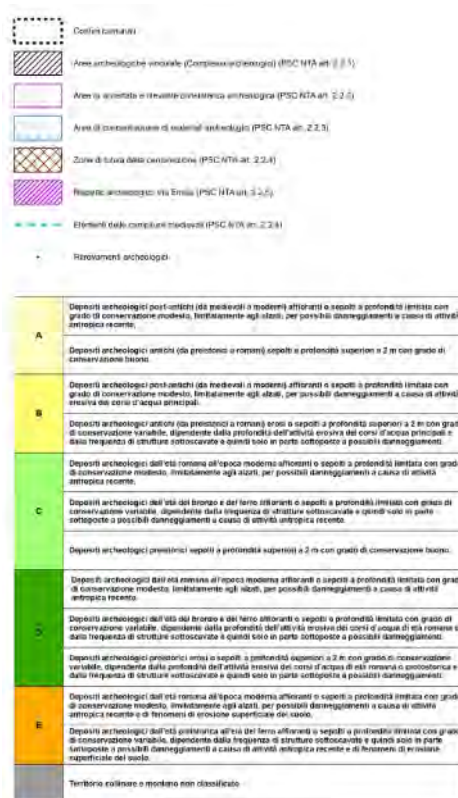 Confini comunali
Aree archeologiche vincolate (Complessi archeologici) (PSC NTA art. 2.2.1)
Aree di accertata e rilevante consistenza archeologica (PSC NTA art. 2.2.2)
Aree di concentrazione di materiali archeologici (PSC NTA art. 2.2.3)
Zone di tutela della centuriazione (PSC NTA art. 2.2.4)
Rispetto archeologico via Emilia (PSC NTA art. 2.2.5)
Elementi della
medievali (PSC NTA art. 2.2.4)
Ritrovamenti archeologici
A
Depositi archeologici post-antichi (da medievali a moderni) affioranti o sepolti a profondità limitata con
grado di conservazione modesto, limitatamente agli alzati, per possibili danneggiamenti a causa di attività
antropica recente.
Depositi archeologici antichi (da preistorici a romani) sepolti a profondità superiori a 2 m con grado di
conservazione buono.
B
Depositi archeologici post-antichi (da medievali a moderni) affioranti o sepolti a profondità limitata con
grado di conservazione modesto, limitatamente agli alzati, per possibili danneggiamenti a causa di attività
erosiva dei corsi d'acqua principali.
Depositi archeologici antichi (da preistorici a romani) erosi o sepolti a profondità superiori a 2 m con grado
di conservazione variabile, dipendente dalla profondità dell'attività erosiva dei corsi d'acqua principali e
dalla frequenza di strutture sottoscavate e quindi solo in parte sottoposte a possibili danneggiamenti.
C
Depositi archeologici dall'età romana all'epoca moderna affioranti o sepolti a profondità limitata con grado
di conservazione modesto, limitatamente agli alzati, per possibili danneggiamenti a causa di attività
antropica recente.
Depositi archeologici dell'età del bronzo e del ferro affioranti o sepolti a profondità limitata con grado di
conservazione variabile, dipendente dalla frequenza di strutture sottoscavate e quindi solo in parte
sottoposte a possibili danneggiamenti a causa di attività antropica recente.
Depositi archeologici preistorici sepolti a profondità superiori a 2 m con grado di conservazione buono.
D
Depositi archeologici dall'età romana all'epoca moderna affioranti o sepolti a profondità limitata con grado
di conservazione modesto, limitatamente agli alzati, per possibili danneggiamenti a causa di attività
antropica recente.
Depositi archeologici dell'età del bronzo e del ferro affioranti o sepolti a profondità limitata con grado di
conservazione variabile, dipendente dalla profondità dell'attività erosiva dei corsi d'acqua di età romana e
dalla frequenza di strutture sottoscavate e quindi solo in parte sottoposte a possibili danneggiamenti.
Depositi archeologici preistorici erosi o sepolti a profondità superiori a 2 m con grado di conservazione
variabile, dipendente dalla profondità dell'attività erosiva dei corsi d'acqua di età romana o protostorica e
dalla frequenza di strutture sottoscavate e quindi solo in parte sottoposte a possibili danneggiamenti.
E
Depositi archeologici dall'età romana all'epoca moderna affioranti o sepolti a profondità limitata con grado
di conservazione modesto, limitatamente agli alzati, per possibili danneggiamenti a causa di attività
antropica recente e di fenomeni di erosione superficiale del suolo.
Depositi archeologici dall'età preistorica all'età del ferro affioranti o sepolti a profondità limitata con grado
di conservazione variabile, dipendente dalla frequenza di strutture sottoscavate e quindi solo in parte
sottoposte a possibili danneggiamenti a causa di attività antropica recente e di fenomeni di erosione
superficiale del suolo.
Territorio collinare e montano non classificato